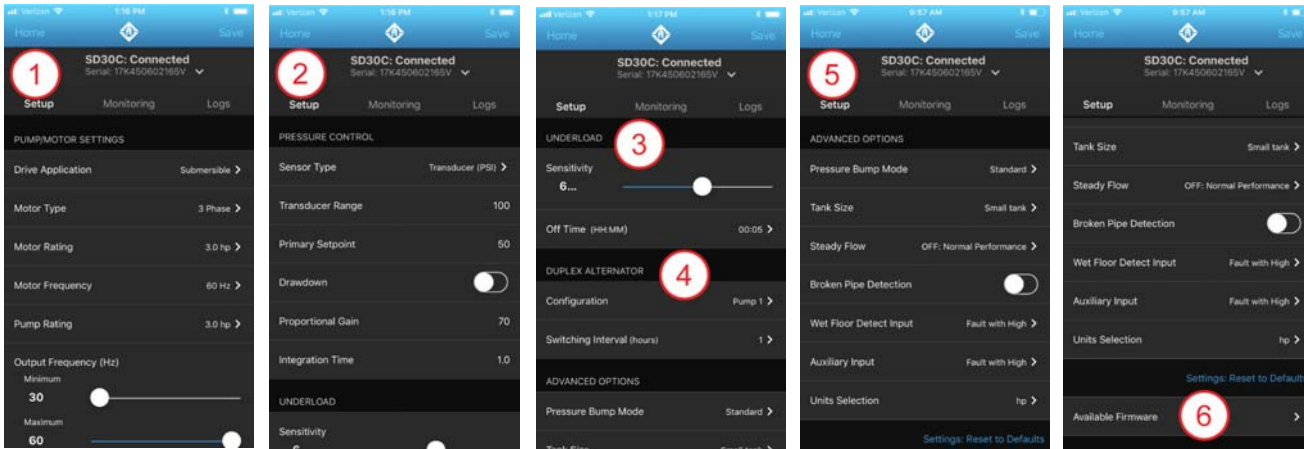 Verizon 1:16 PM
Home Save
1
SD30C: Connected
Serial: 17K450602165V
Setup Monitoring Logs
PUMP/MOTOR SETTINGS
Drive Application Submersible >
Motor Type 3 Phase >
Motor Rating 3.0 hp >
Motor Frequency 60 Hz >
Pump Rating 3.0 hp >
Output Frequency (Hz)
Minimum
30
Maximum
60
Verizon 1:16 PM
Home Save
2
SD30C: Connected
Serial: 17K450602165V
Setup Monitoring Logs
PRESSURE CONTROL
Sensor Type Transducer (PSI) >
Transducer Range 100
Primary Setpoint 50
Drawdown
Proportional Gain 70
Integration Time 1.0
UNDERLOAD
Sensitivity
Verizon 1:17 PM
Home Save
SD30C: Connected
Serial: 17K450602165V
Setup Monitoring Logs
UNDERLOAD
3
Sensitivity
6...
Off Time (HH:MM) 00:05 >
DUPLEX ALTERNATOR
4
Configuration Pump 1 >
Switching Interval (hours) 1 >
ADVANCED OPTIONS
Pressure Bump Mode Standard >
Tank Size Small tank >
Verizon 9:57 AM
Home Save
5
SD30C: Connected
Serial: 17K450602165V
Setup Monitoring Logs
ADVANCED OPTIONS
Pressure Bump Mode Standard >
Tank Size Small tank >
Steady Flow OFF: Normal Performance >
Broken Pipe Detection
Wet Floor Detect Input Fault with High >
Auxiliary Input Fault with High >
Units Selection hp >
Settings: Reset to Defaults
Verizon 9:57 AM
Home Save
SD30C: Connected
Serial: 17K450602165V
Setup Monitoring Logs
Tank Size Small tank >
Steady Flow OFF: Normal Performance >
Broken Pipe Detection
Wet Floor Detect Input Fault with High >
Auxiliary Input Fault with High >
Units Selection hp >
Settings: Reset to Defaults
Available Firmware >
6